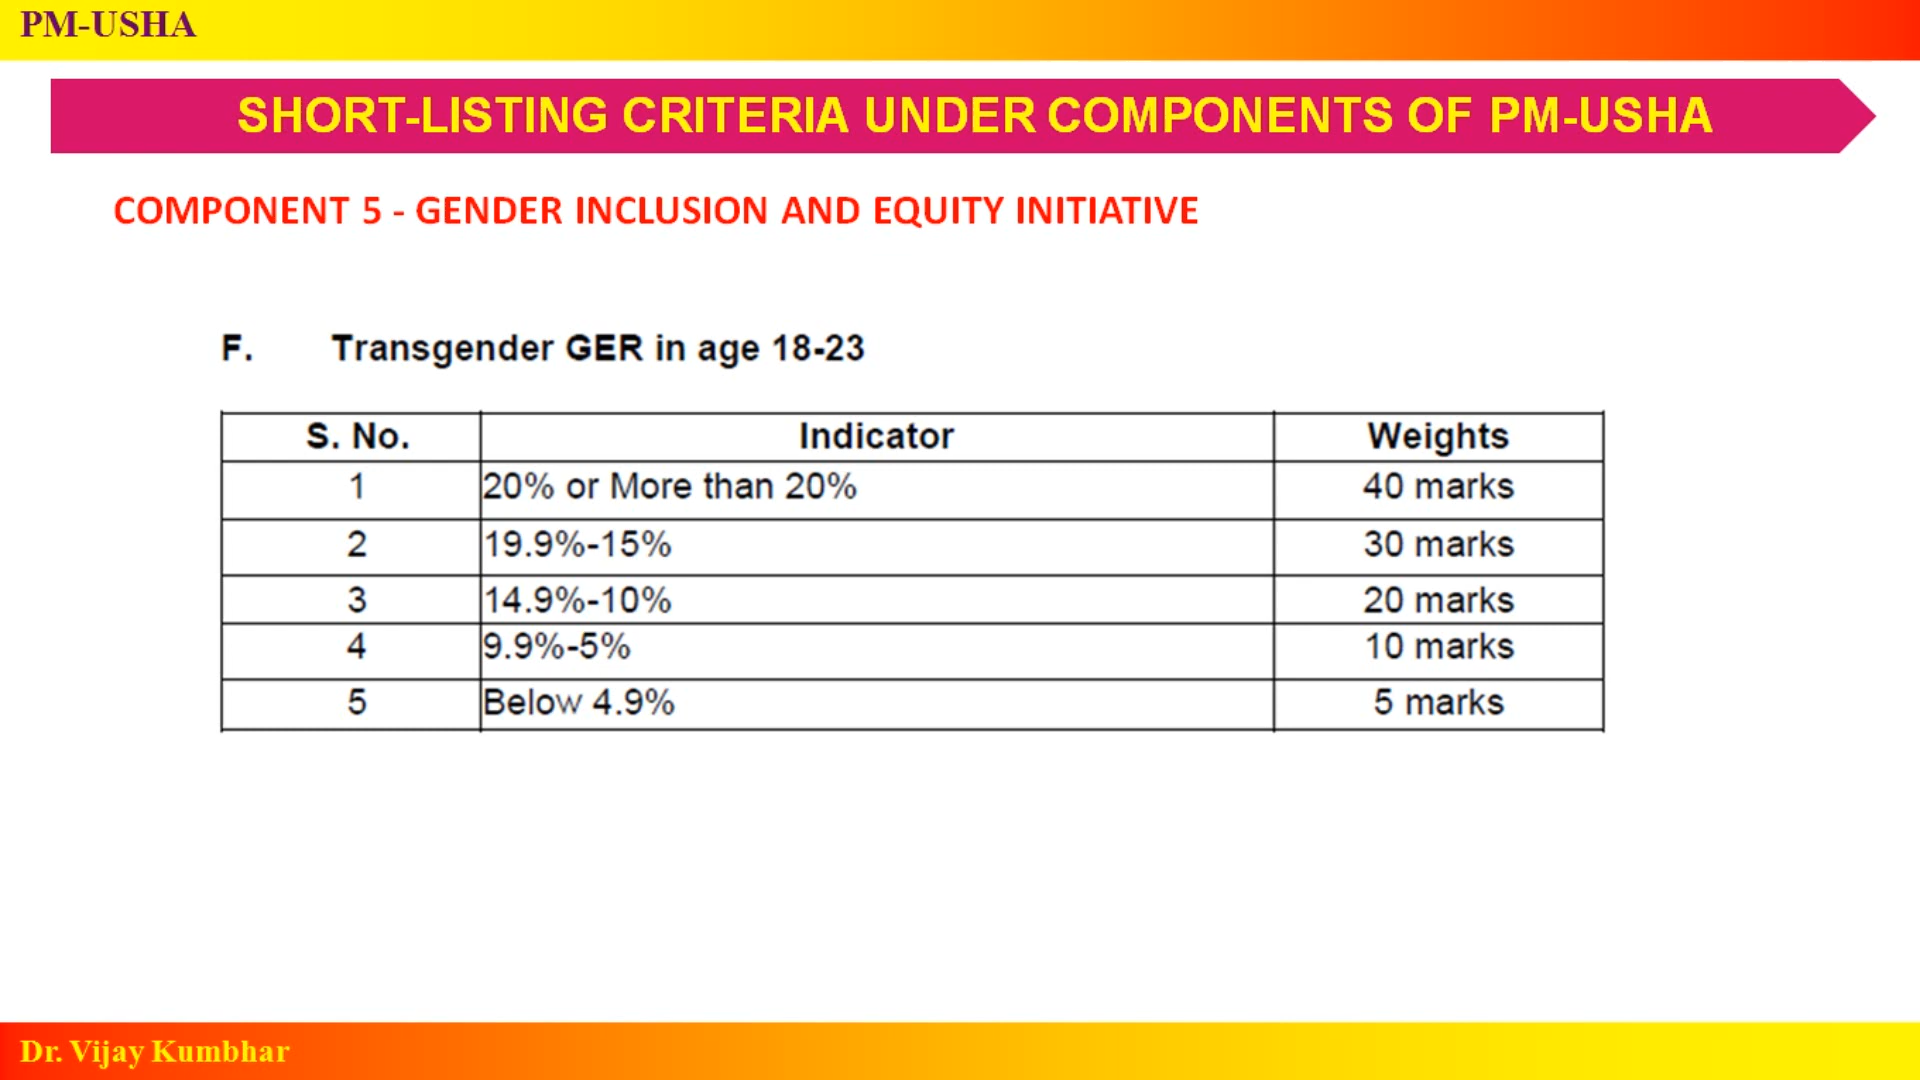 PM-USHA
SHORT-LISTING CRITERIA UNDER COMPONENTS OF PM-USHA
COMPONENT 5 - GENDER INCLUSION AND EQUITY INITIATIVE
F. Transgender GER in age 18-23
S. No. Indicator Weights
1 20% or More than 20% 40 marks
2 19.9%-15% 30 marks
3 14.9%-10% 20 marks
4 9.9%-5% 10 marks
5 Below 4.9% 5 marks
Dr. Vijay Kumbhar